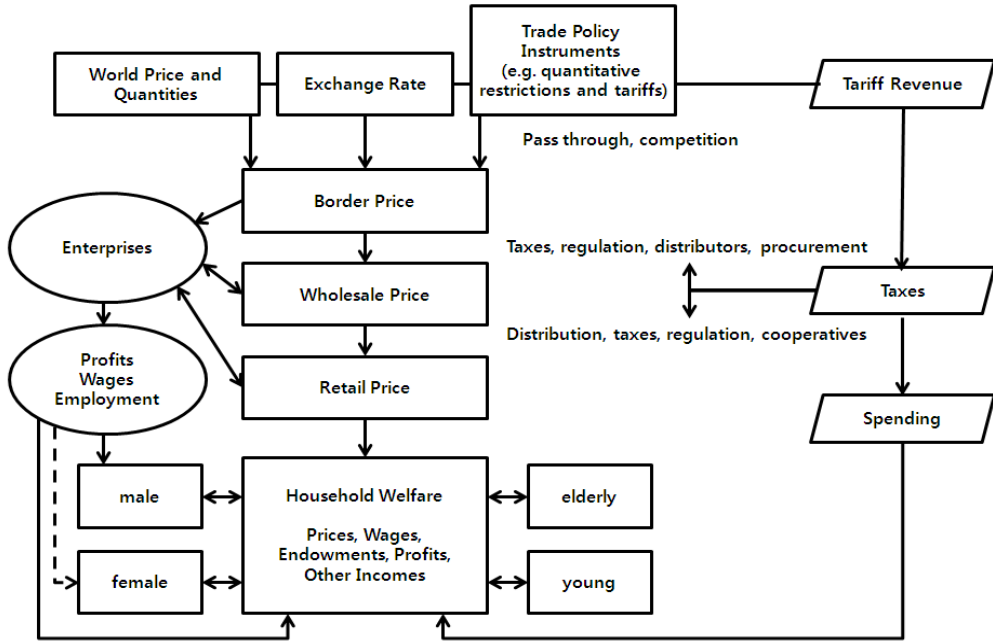 World Price and
Quantities
Exchange Rate
Trade Policy
Instruments
(e.g. quantitative
restrictions and tariffs)
Tariff Revenue
Pass through, competition
Border Price
Enterprises
Taxes, regulation, distributors, procurement
Wholesale Price
Taxes
Distribution, taxes, regulation, cooperatives
Profits
Wages
Employment
Retail Price
Spending
male
Household Welfare
elderly
Prices, Wages,
Endowments, Profits,
Other Incomes
female
young